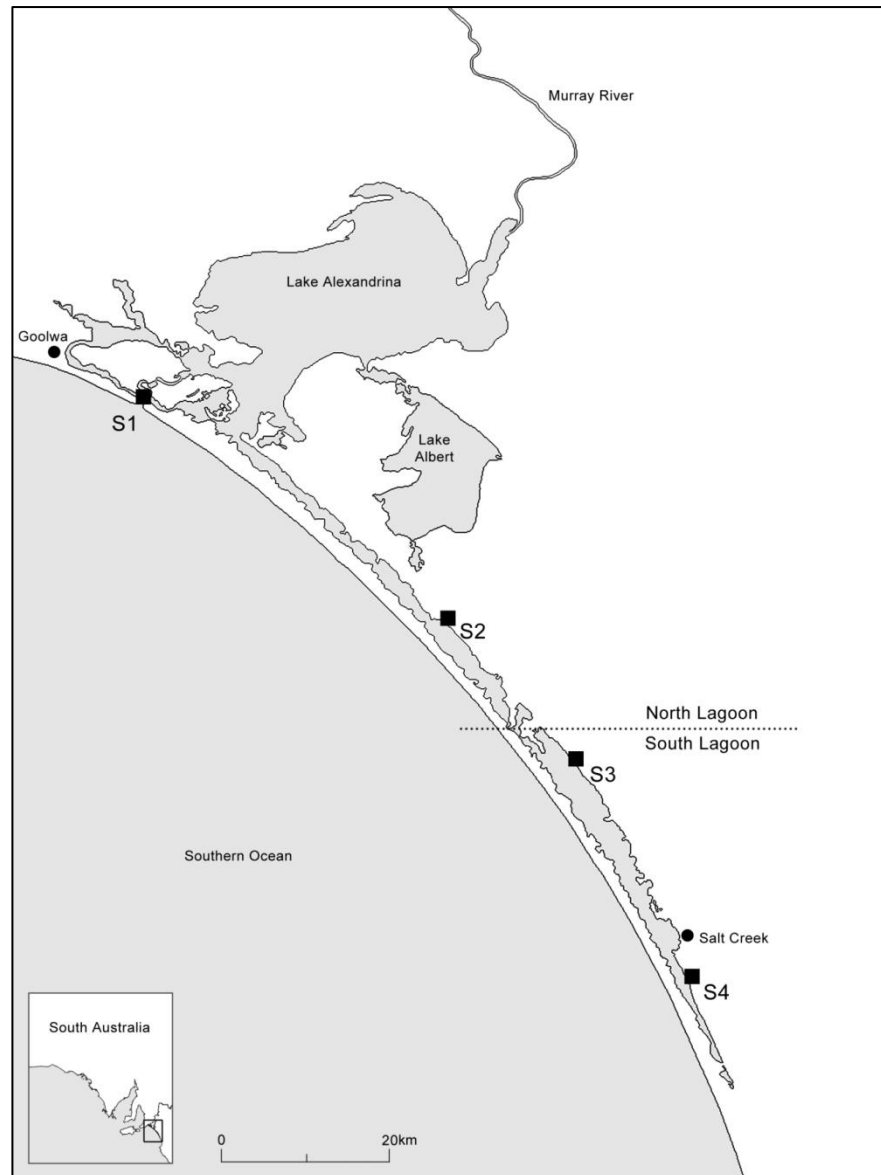 Murray River
Lake Alexandrina
Goolwa
S1
Lake
Albert
S2
North Lagoon
South Lagoon
S3
Southern Ocean
Salt Creek
S4
South Australia
0
20km